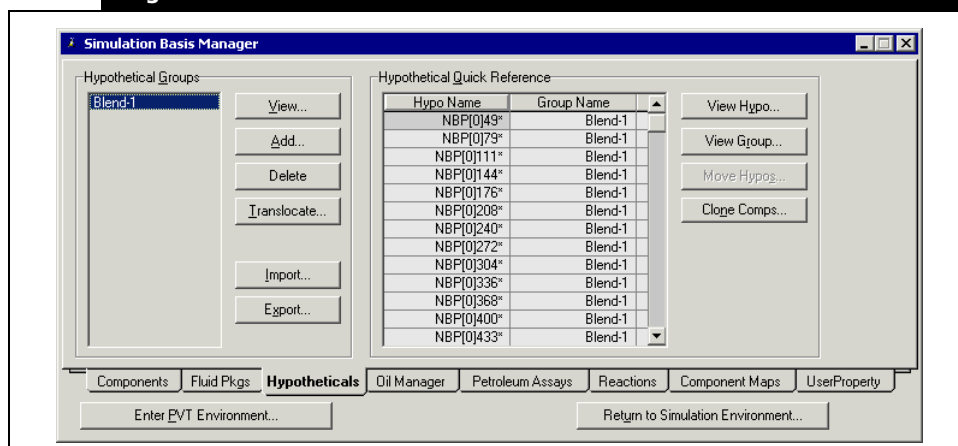 Simulation Basis Manager
Hypothetical Groups
Blend-1
View...
Add...
Delete
Translocate...
Import...
Export...
Hypothetical Quick Reference
Hypo Name Group Name
NBP[0]49* Blend-1
NBP[0]79* Blend-1
NBP[0]111* Blend-1
NBP[0]144* Blend-1
NBP[0]176* Blend-1
NBP[0]208* Blend-1
NBP[0]240* Blend-1
NBP[0]272* Blend-1
NBP[0]304* Blend-1
NBP[0]336* Blend-1
NBP[0]368* Blend-1
NBP[0]400* Blend-1
NBP[0]433* Blend-1
View Hypo...
View Group...
Move Hypos...
Clone Comps...
Components Fluid Pkgs Hypotheticals Oil Manager Petroleum Assays Reactions Component Maps UserProperty
Enter PVT Environment... Return to Simulation Environment...